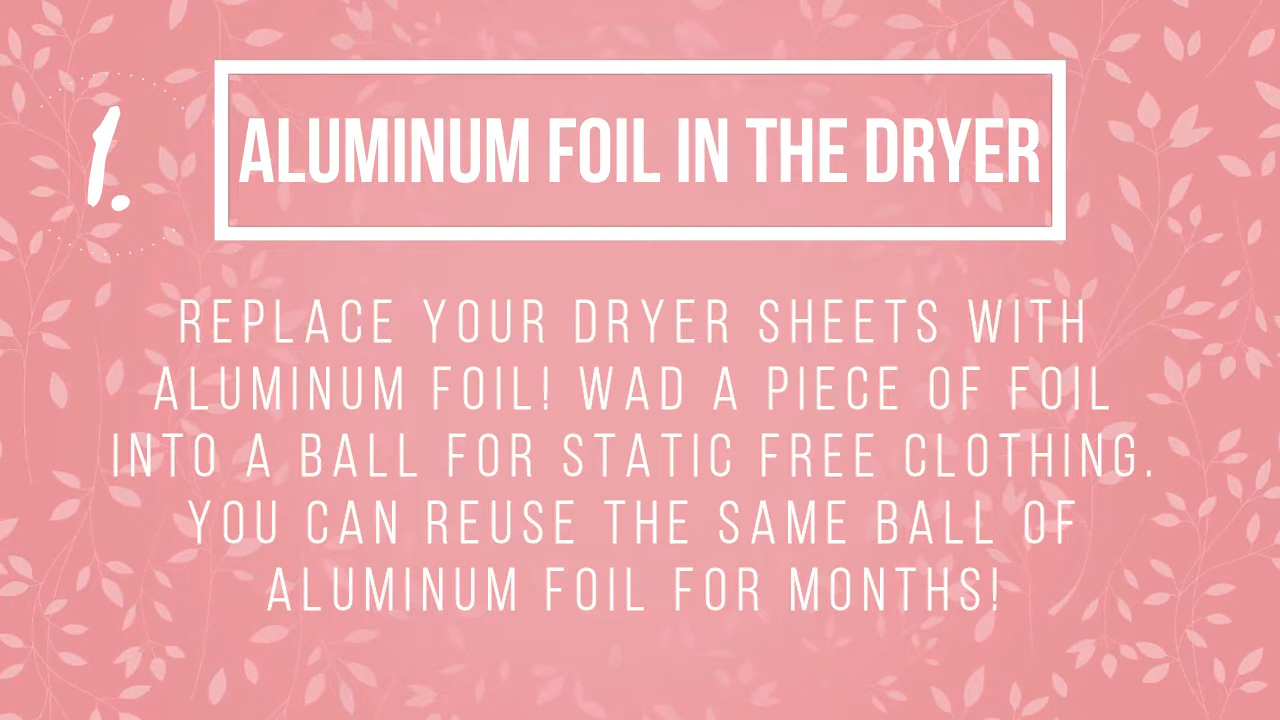 1.
ALUMINUM FOIL IN THE DRYER
REPLACE YOUR DRYER SHEETS WITH
ALUMINUM FOIL! WAD A PIECE OF FOIL
INTO A BALL FOR STATIC FREE CLOTHING.
YOU CAN REUSE THE SAME BALL OF
ALUMINUM FOIL FOR MONTHS!